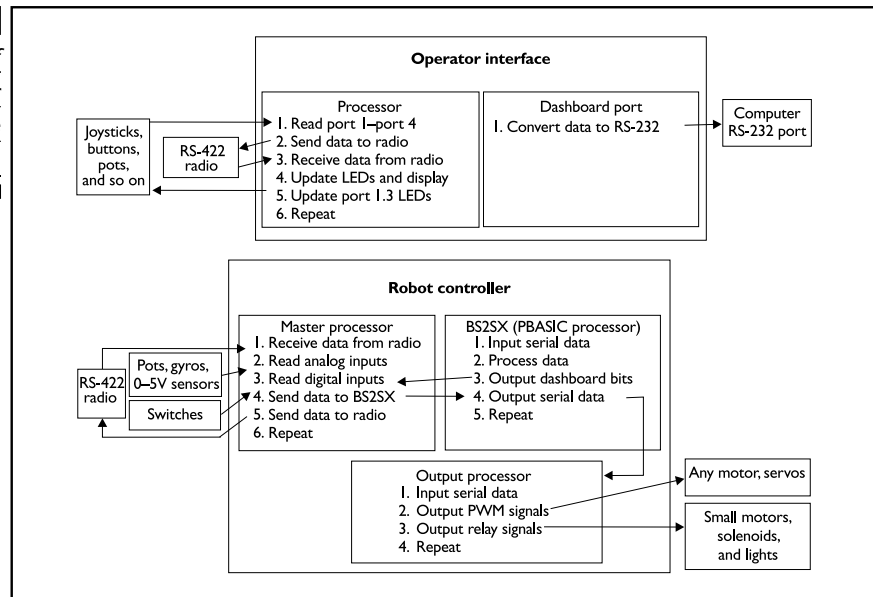 Operator interface
Joysticks,
buttons,
pots,
and so on
RS-422
radio
Processor
1. Read port 1–port 4
2. Send data to radio
3. Receive data from radio
4. Update LEDs and display
5. Update port 1.3 LEDs
6. Repeat
Dashboard port
1. Convert data to RS-232
Computer
RS-232 port
Robot controller
RS-422
radio
Pots, gyros,
0–5V sensors
Switches
Master processor
1. Receive data from radio
2. Read analog inputs
3. Read digital inputs
4. Send data to BS2SX
5. Send data to radio
6. Repeat
BS2SX (PBASIC processor)
1. Input serial data
2. Process data
3. Output dashboard bits
4. Output serial data
5. Repeat
Output processor
1. Input serial data
2. Output PWM signals
3. Output relay signals
4. Repeat
Any motor, servos
Small motors,
solenoids,
and lights